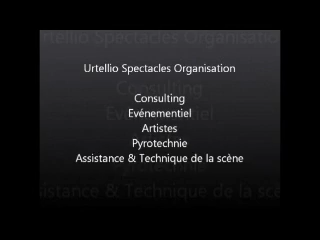 Urtellio Spectacles Organisation
Consulting
Evénementiel
Artistes
Pyrotechnie
Assistance & Technique de la scène